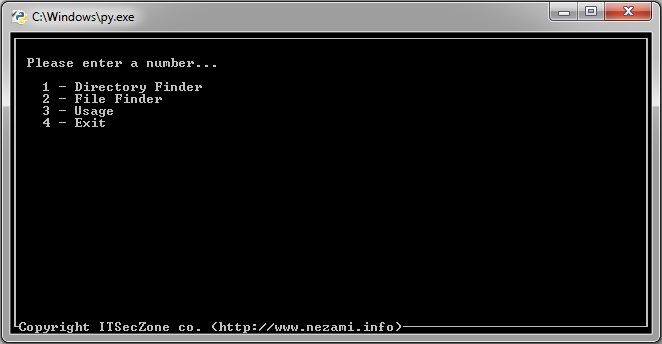 C:\Windows\py.exe
Please enter a number...
1 - Directory Finder
2 - File Finder
3 - Usage
4 - Exit
Copyright ITSecZone co. (http://www.nezami.info)